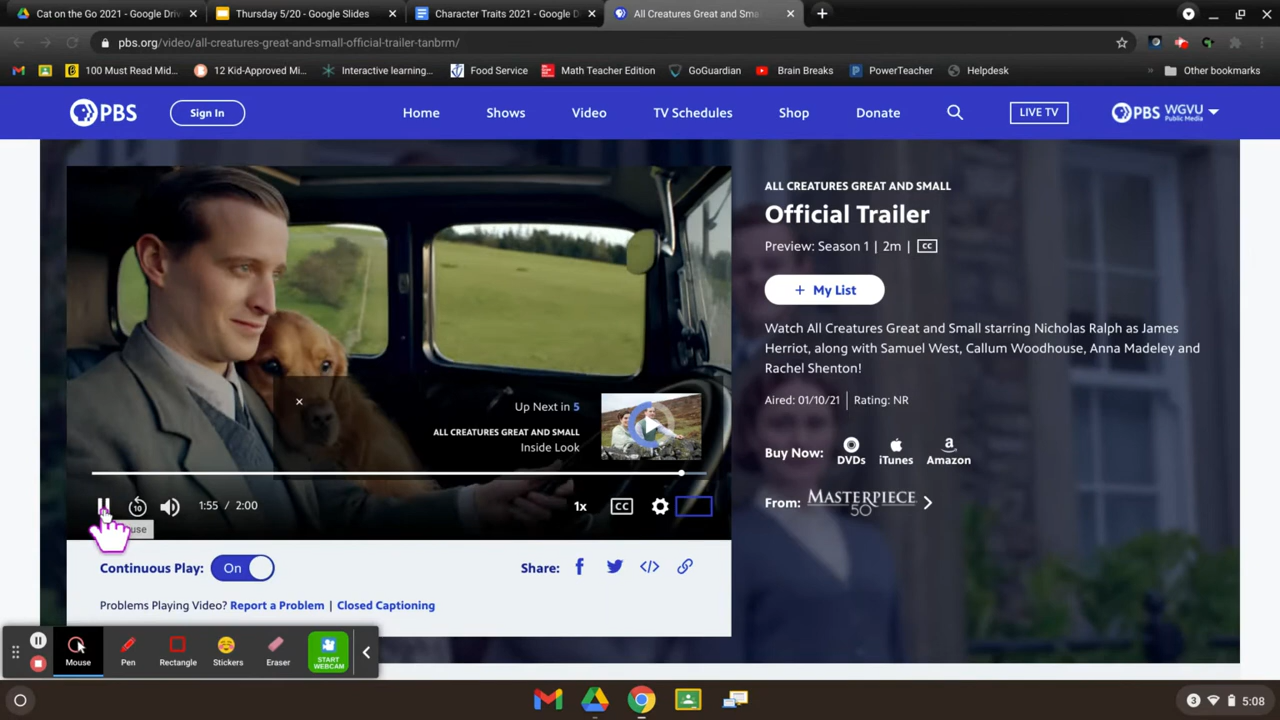 Cat on the Go 2021 - Google Driv
Thursday 5/20 - Google Slides
Character Traits 2021 - Google D
All Creatures Great and Sma
pbs.org/video/all-creatures-great-and-small-official-trailer-tanbrm/
100 Must Read Mid...
12 Kid-Approved Mi...
Interactive learning...
Food Service
Math Teacher Edition
GoGuardian
Brain Breaks
PowerTeacher
Helpdesk
»
Other bookmarks
PBS
Sign In
Home
Shows
Video
TV Schedules
Shop
Donate
LIVE TV
PBS WGVU Public Media
ALL CREATURES GREAT AND SMALL
Official Trailer
Preview: Season 1 | 2m | CC
+ My List
Watch All Creatures Great and Small starring Nicholas Ralph as James
Herriot, along with Samuel West, Callum Woodhouse, Anna Madeley and
Rachel Shenton!
Aired: 01/10/21 | Rating: NR
Buy Now: DVDs iTunes Amazon
From: MASTERPIECE 50
Up Next in 5
ALL CREATURES GREAT AND SMALL
Inside Look
10
1:55 / 2:00
1x
CC
Continuous Play: On
Share:
Problems Playing Video? Report a Problem | Closed Captioning
Mouse
Pen
Rectangle
Stickers
Eraser
START WEBCAM
3
5:08